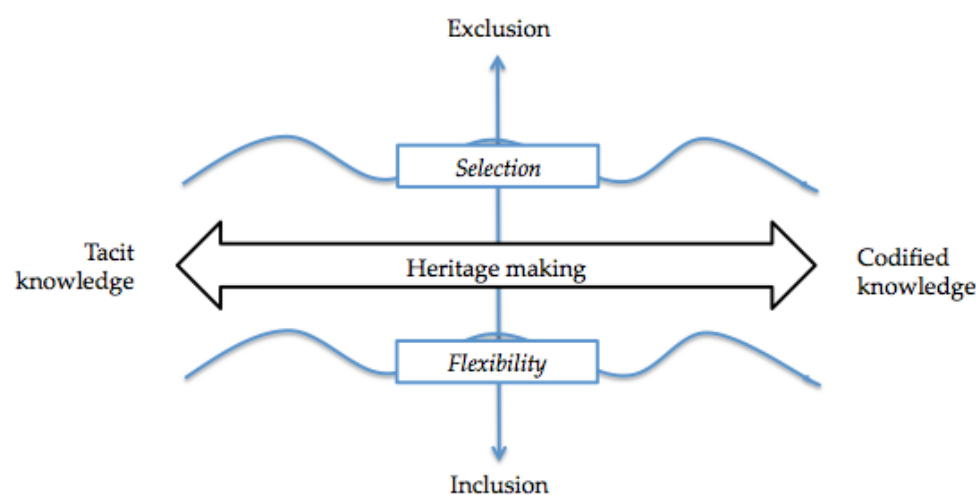 Exclusion
Selection
Tacit
knowledge
Heritage making
Codified
knowledge
Flexibility
Inclusion